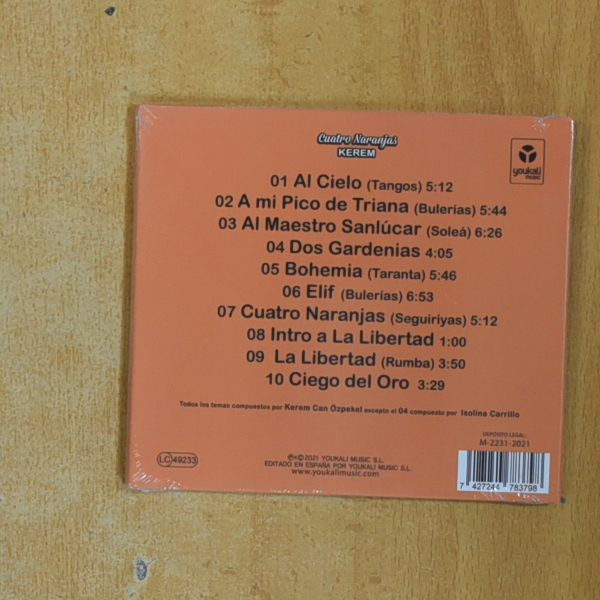 Cuatro Naranjas
KEREM
youkali
music
01 Al Cielo (Tangos) 5:12
02 A mi Pico de Triana (Bulerías) 5:44
03 Al Maestro Sanlúcar (Soleá) 6:26
04 Dos Gardenias 4:05
05 Bohemia (Taranta) 5:46
06 Elif (Bulerías) 6:53
07 Cuatro Naranjas (Seguiriyas) 5:12
08 Intro a La Libertad 1:00
09 La Libertad (Rumba) 3:50
10 Ciego del Oro 3:29
Todos los temas compuestos por Kerem Can Özpekel excepto el 04 compuesto por Isolina Carrillo
LC 49233
℗©2021 YOUKALI MUSIC S.L.
EDITADO EN ESPAÑA POR YOUKALI MUSIC S.L.
www.youkalimusic.com
DEPÓSITO LEGAL:
M-2231-2021
7 427244 783798